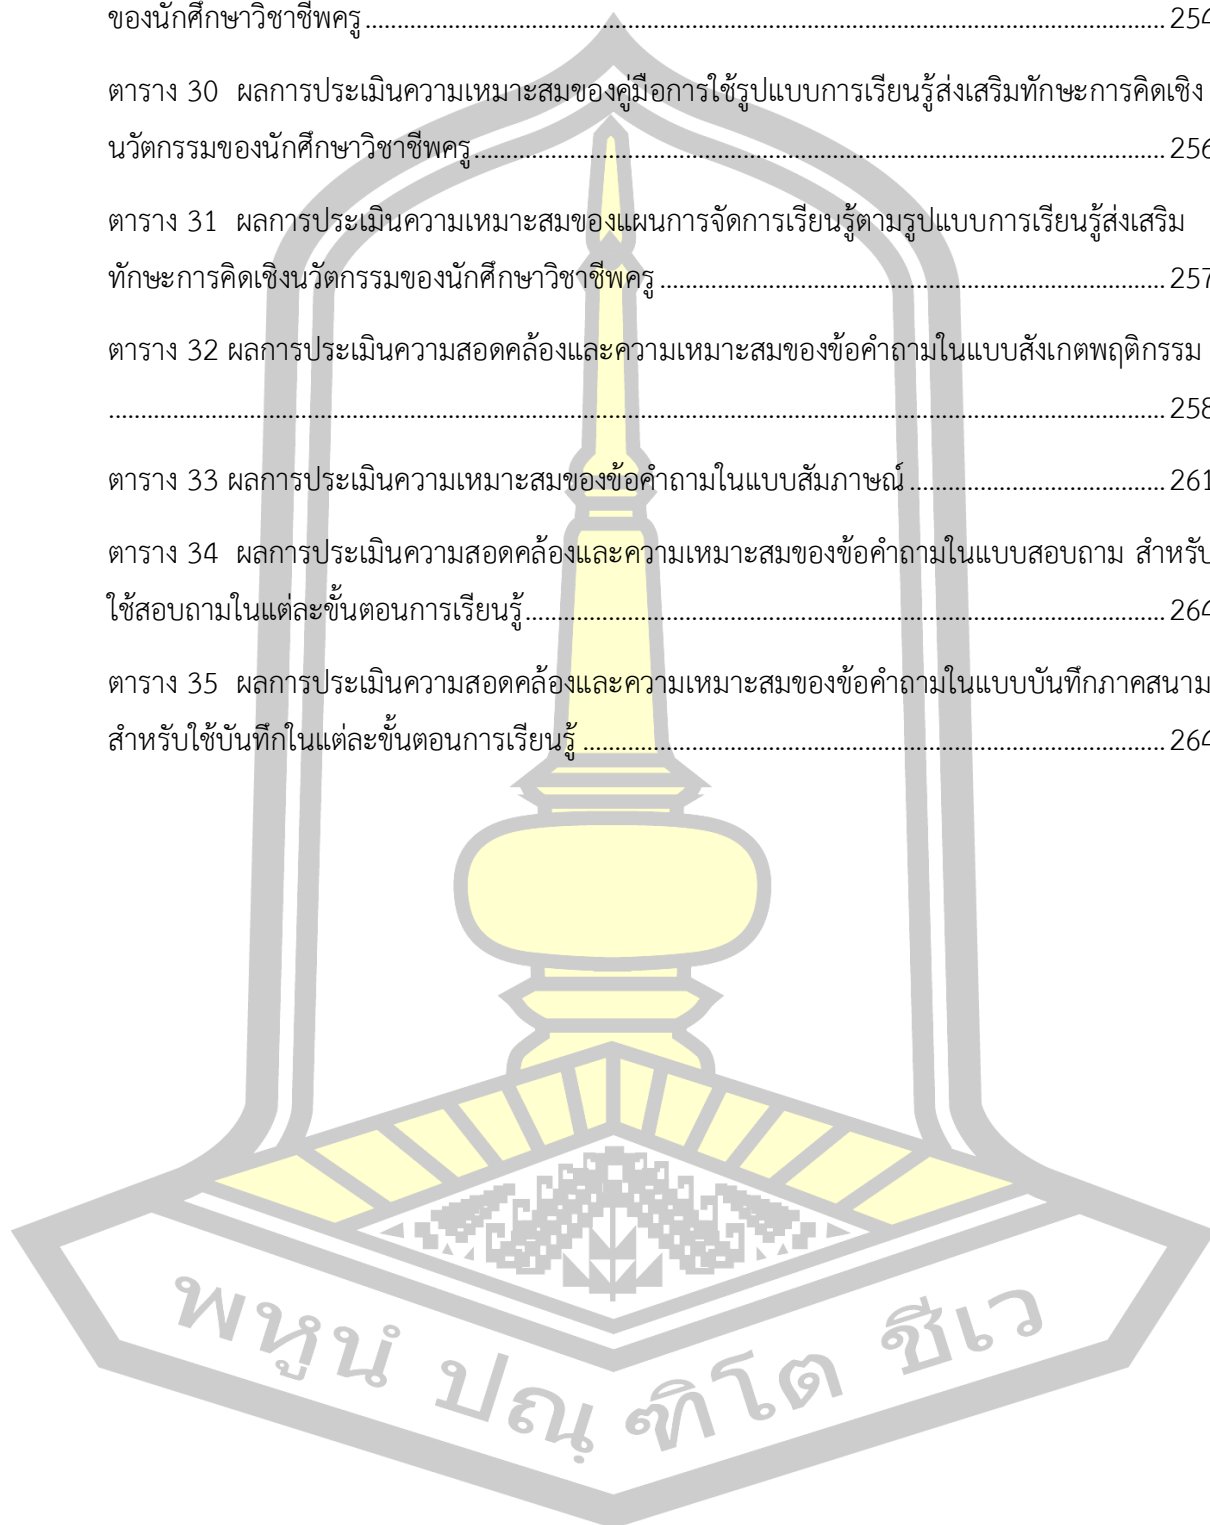 ของนักศึกษาวิชาชีพครู ........................................ 254
ตาราง 30  ผลการประเมินความเหมาะสมของคู่มือการใช้รูปแบบการเรียนรู้ส่งเสริมทักษะการคิดเชิง
นวัตกรรมของนักศึกษาวิชาชีพครู ........................................ 256
ตาราง 31  ผลการประเมินความเหมาะสมของแผนการจัดการเรียนรู้ตามรูปแบบการเรียนรู้ส่งเสริม
ทักษะการคิดเชิงนวัตกรรมของนักศึกษาวิชาชีพครู ........................................ 257
ตาราง 32 ผลการประเมินความสอดคล้องและความเหมาะสมของข้อคำถามในแบบสังเกตพฤติกรรม
........................................ 258
ตาราง 33 ผลการประเมินความเหมาะสมของข้อคำถามในแบบสัมภาษณ์ ........................................ 261
ตาราง 34  ผลการประเมินความสอดคล้องและความเหมาะสมของข้อคำถามในแบบสอบถาม สำหรับ
ใช้สอบถามในแต่ละขั้นตอนการเรียนรู้ ........................................ 264
ตาราง 35  ผลการประเมินความสอดคล้องและความเหมาะสมของข้อคำถามในแบบบันทึกภาคสนาม
สำหรับใช้บันทึกในแต่ละขั้นตอนการเรียนรู้ ........................................ 264
พหูนํ ปณฺฑิโต ชีเว